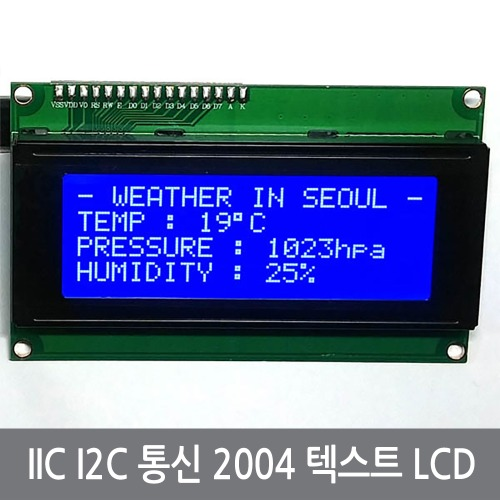 VSS VDD VO RS RW E D0 D1 D2 D3 D4 D5 D6 D7 A K
- WEATHER IN SEOUL -
TEMP : 19°C
PRESSURE : 1023hpa
HUMIDITY : 25%
IIC I2C 통신 2004 텍스트 LCD